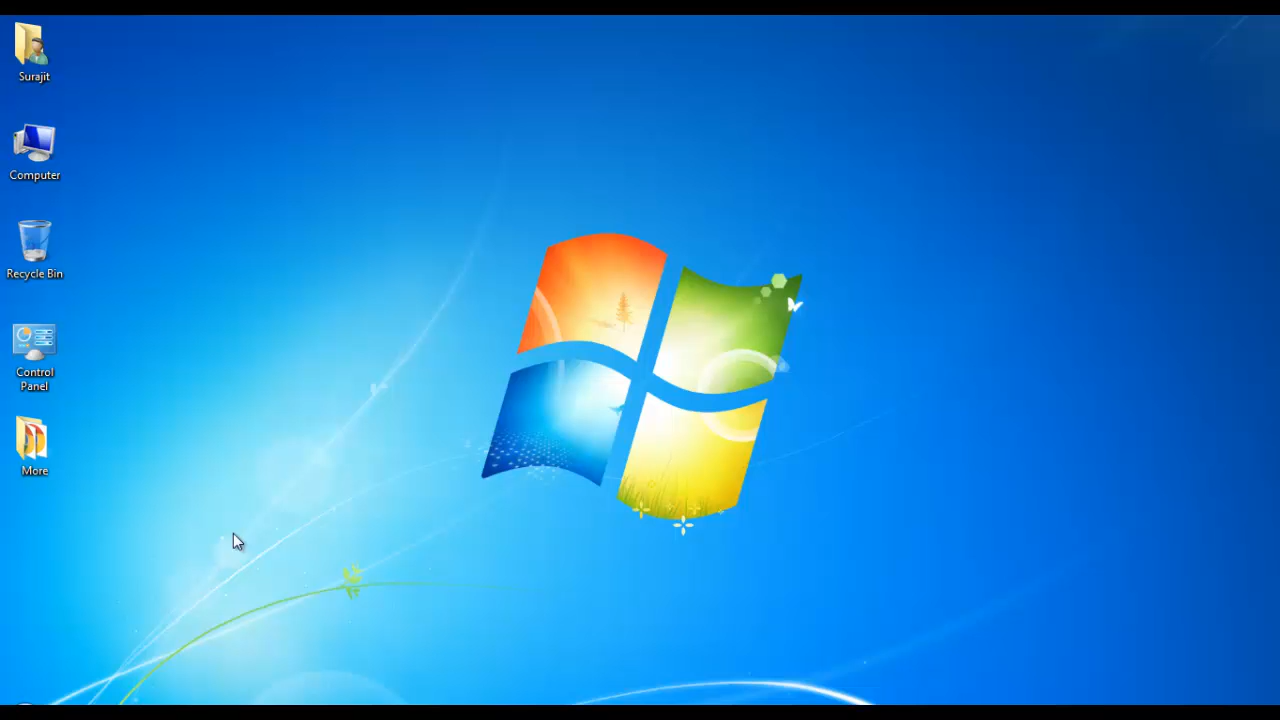 Surajit
Computer
Recycle Bin
Control
Panel
More